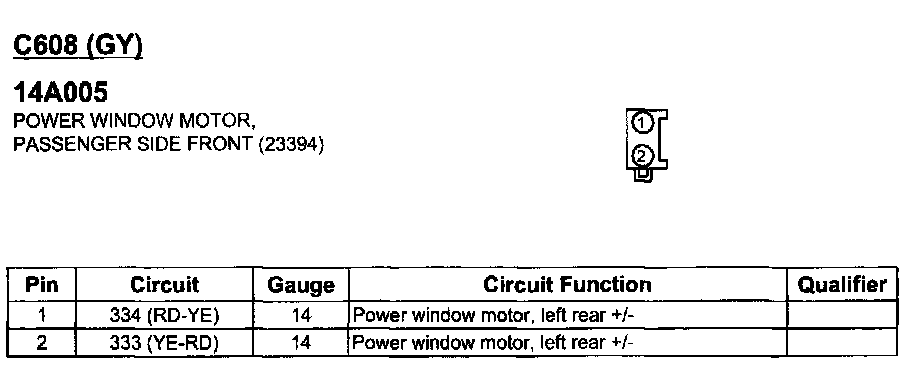 C608 (GY)
14A005
POWER WINDOW MOTOR,
PASSENGER SIDE FRONT (23394)
1
2
Pin Circuit Gauge Circuit Function Qualifier
1 334 (RD-YE) 14 Power window motor, left rear +/-
2 333 (YE-RD) 14 Power window motor, left rear +/-